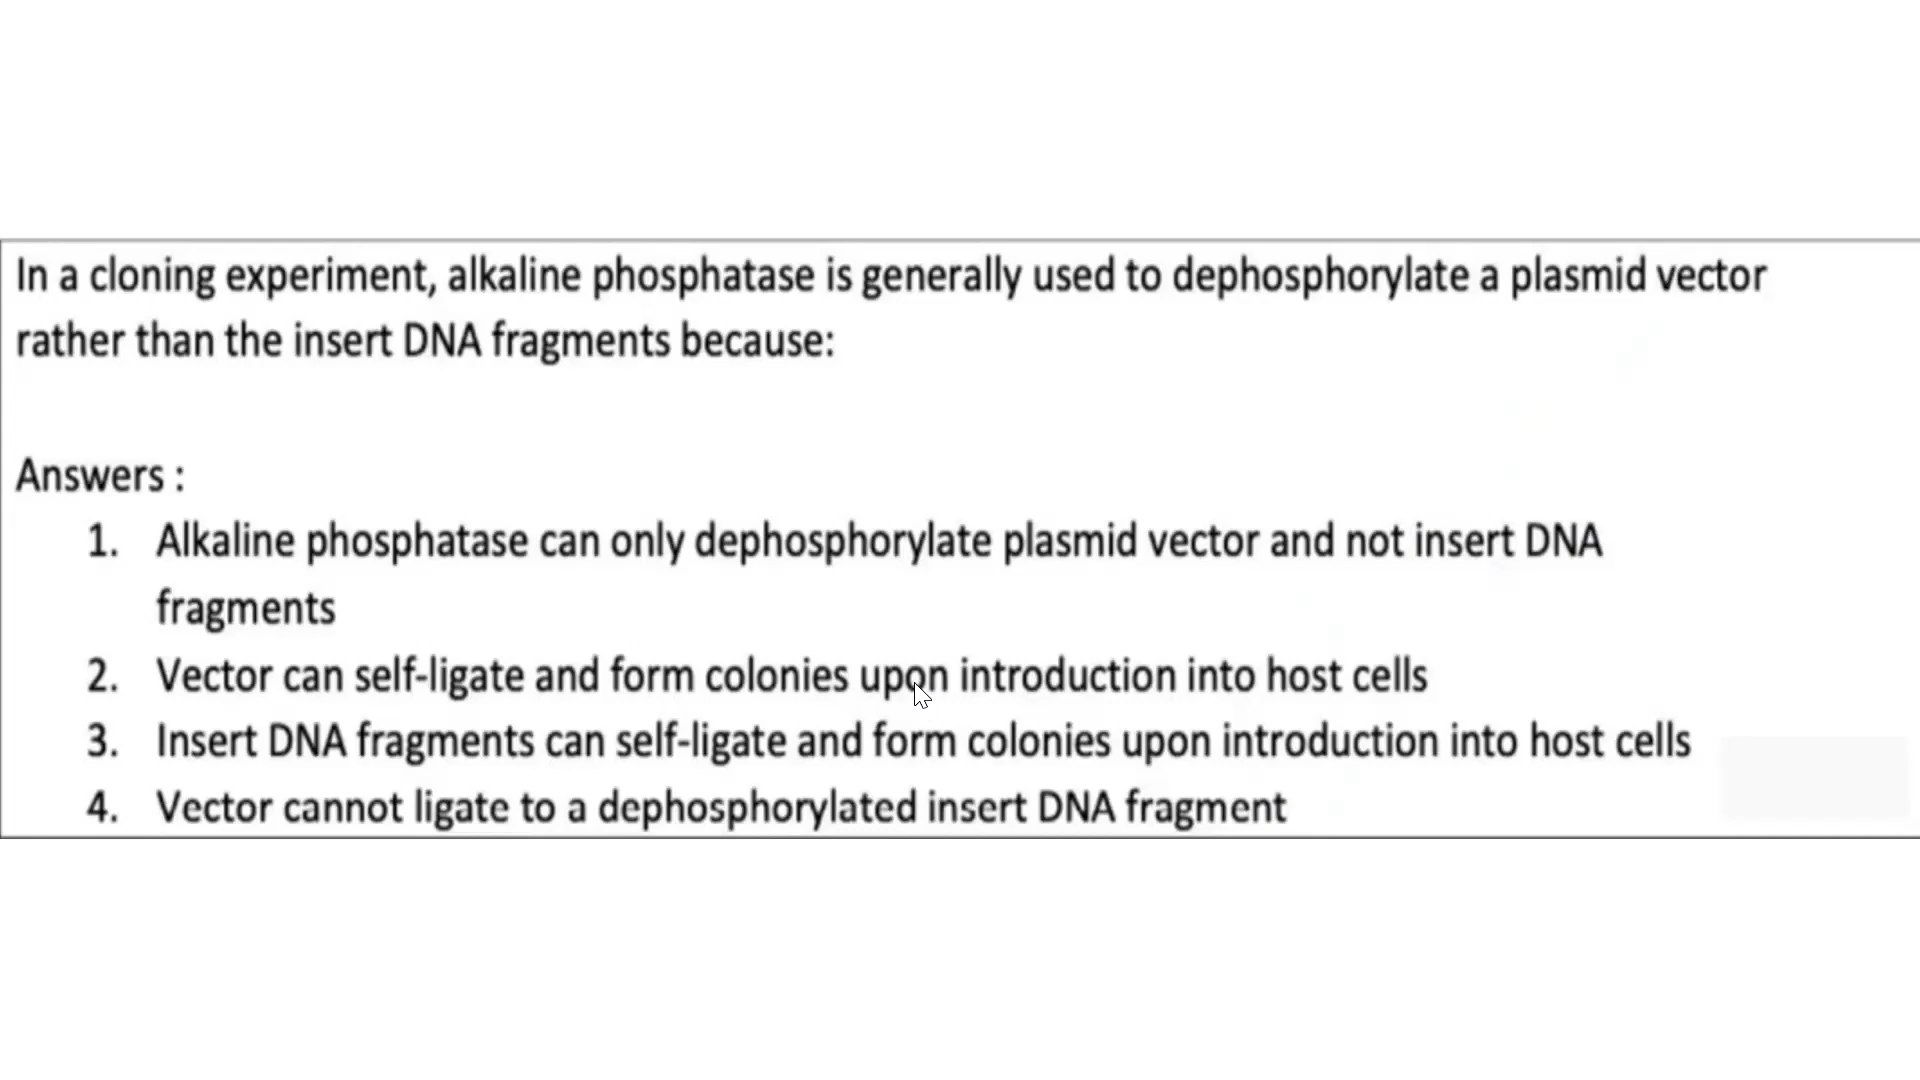 In a cloning experiment, alkaline phosphatase is generally used to dephosphorylate a plasmid vector
rather than the insert DNA fragments because:
Answers :
1. Alkaline phosphatase can only dephosphorylate plasmid vector and not insert DNA
fragments
2. Vector can self-ligate and form colonies upon introduction into host cells
3. Insert DNA fragments can self-ligate and form colonies upon introduction into host cells
4. Vector cannot ligate to a dephosphorylated insert DNA fragment